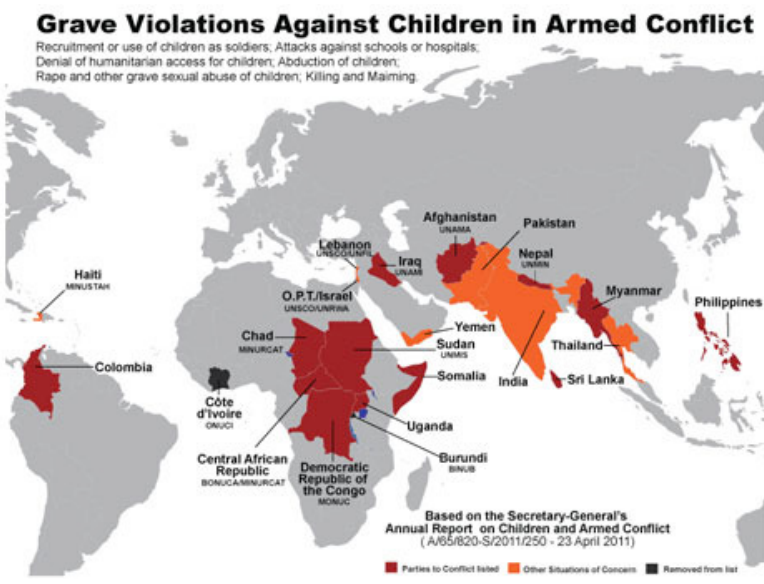 Grave Violations Against Children in Armed Conflict
Recruitment or use of children as soldiers; Attacks against schools or hospitals;
Denial of humanitarian access for children; Abduction of children;
Rape and other grave sexual abuse of children; Killing and Maiming.
Afghanistan
UNAMA
Pakistan
Lebanon
UNSCO/UNFIL
Iraq
UNAMI
Nepal
UNMIN
Haiti
MINUSTAH
O.P.T./Israel
UNSCO/UNRWA
Myanmar
Philippines
Yemen
Chad
MINURCAT
Sudan
UNMIS
Thailand
Colombia
Somalia
India
Sri Lanka
Côte
d'Ivoire
ONUCI
Uganda
Central African
Republic
BONUCA/MINURCAT
Democratic
Republic of
the Congo
MONUC
Burundi
BINUB
Based on the Secretary-General's
Annual Report on Children and Armed Conflict
( A/65/820-S/2011/250 - 23 April 2011)
Parties to Conflict listed
Other Situations of Concern
Removed from list